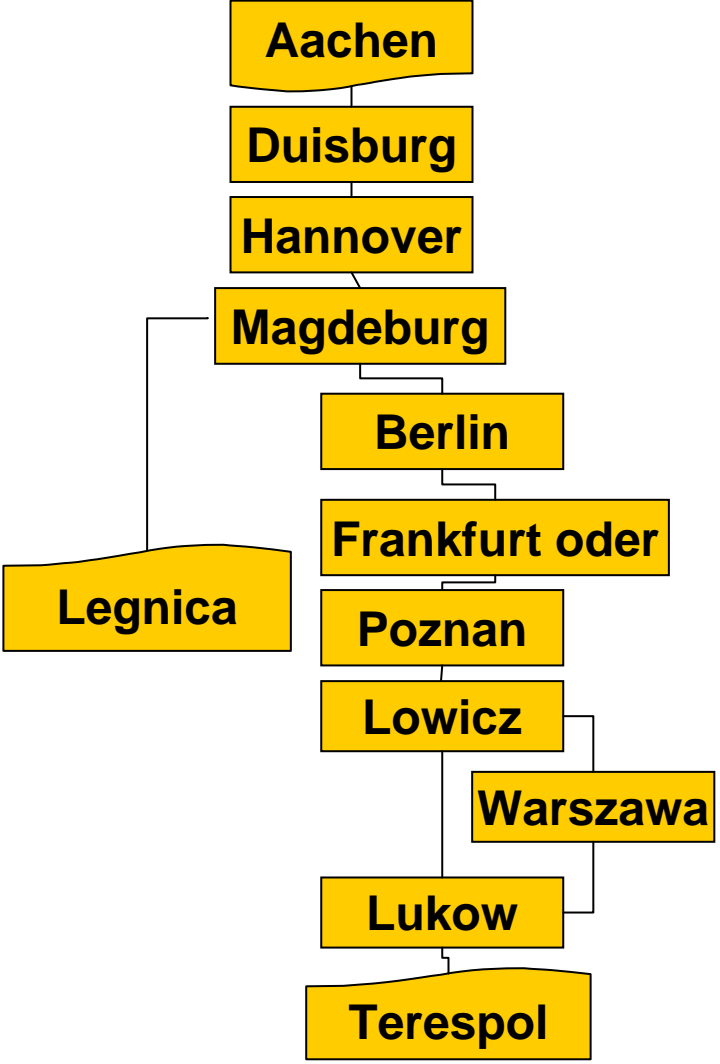 Aachen
Duisburg
Hannover
Magdeburg
Berlin
Frankfurt oder
Legnica
Poznan
Lowicz
Warszawa
Lukow
Terespol